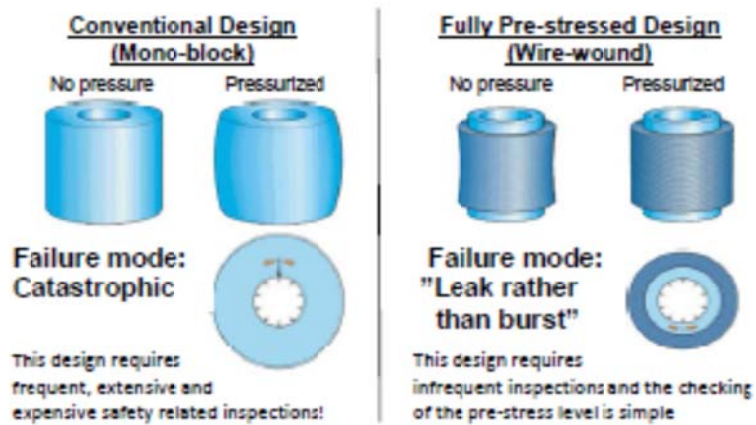 Conventional Design
(Mono-block)
No pressure
Pressurized
Failure mode:
Catastrophic
This design requires
frequent, extensive and
expensive safety related inspections!
Fully Pre-stressed Design
(Wire-wound)
No pressure
Pressurized
Failure mode:
”Leak rather
than burst”
This design requires
infrequent inspections and the checking
of the pre-stress level is simple